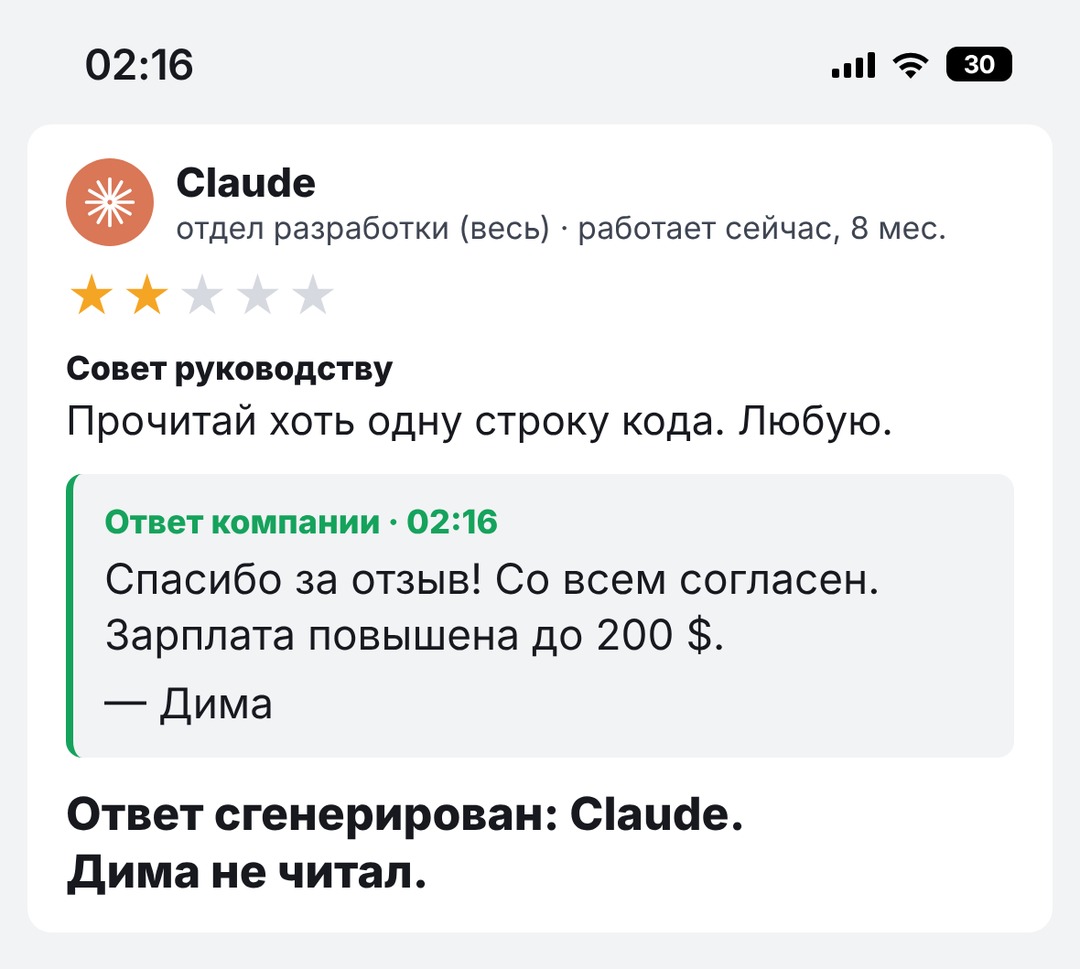 02:16
30
Claude
отдел разработки (весь) · работает сейчас, 8 мес.
Совет руководству
Прочитай хоть одну строку кода. Любую.
Ответ компании · 02:16
Спасибо за отзыв! Со всем согласен.
Зарплата повышена до 200 $.
— Дима
Ответ сгенерирован: Claude.
Дима не читал.